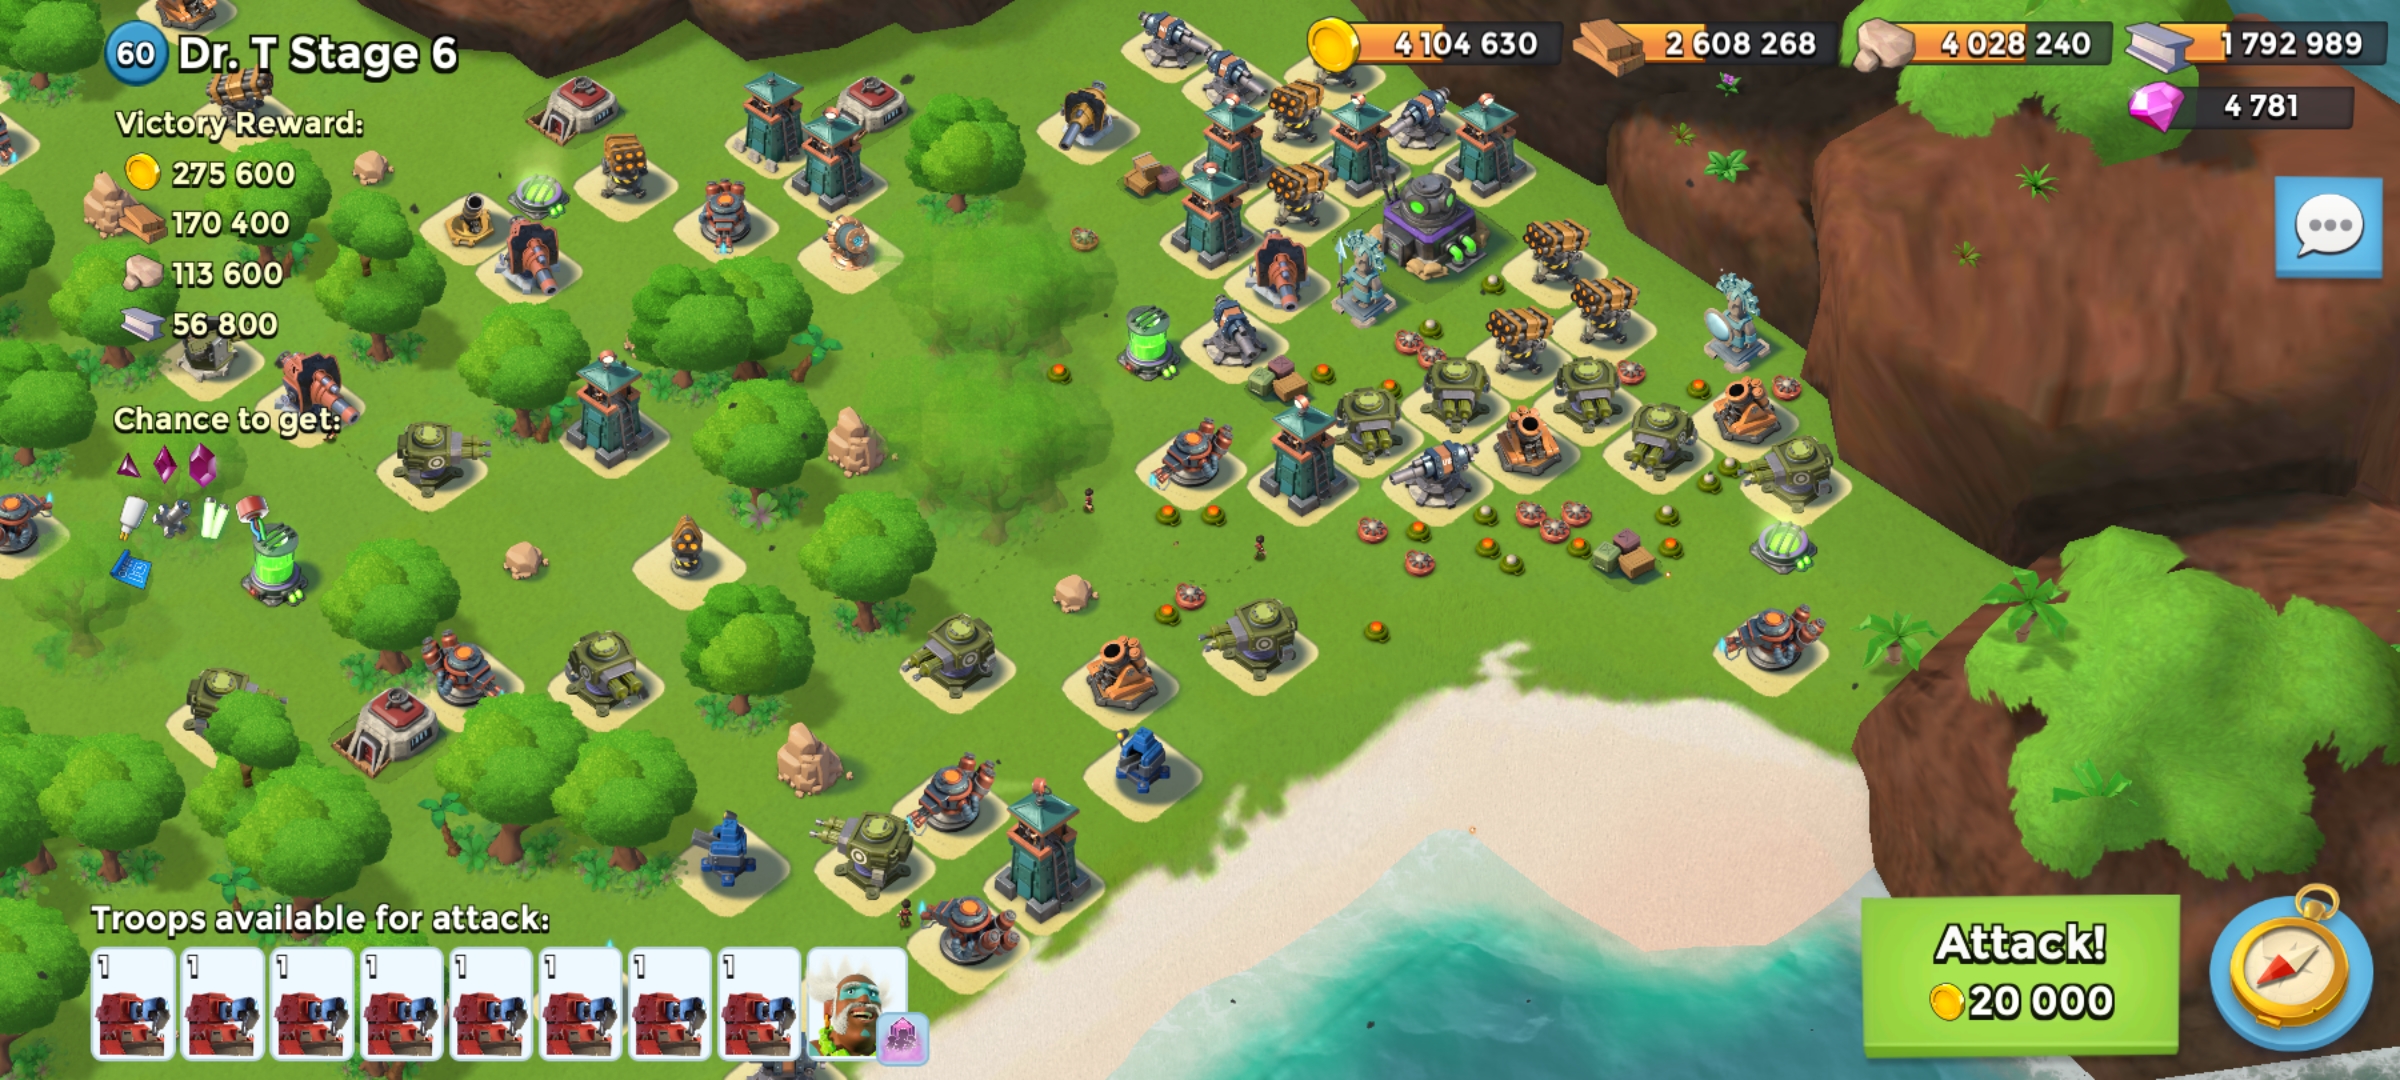 60 Dr. T Stage 6
4 104 630
2 608 268
4 028 240
1 792 989
4 781
Victory Reward:
275 600
170 400
113 600
56 800
Chance to get:
Troops available for attack:
1 1 1 1 1 1 1 1
Attack!
20 000